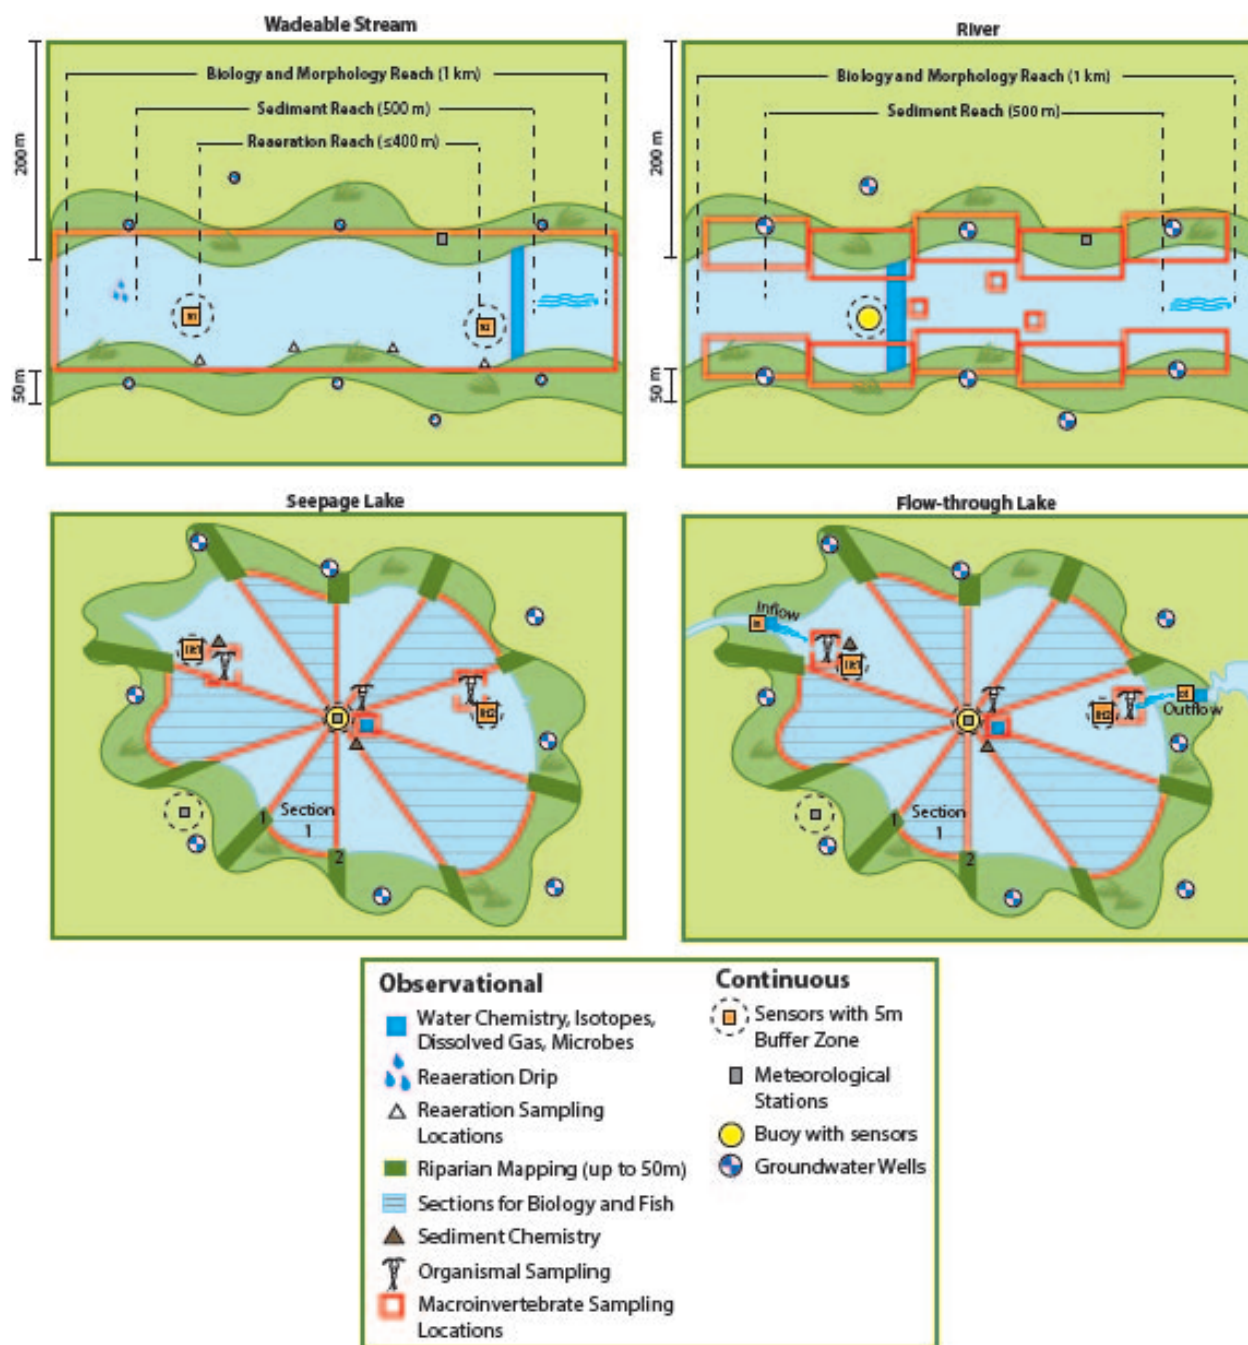 Wadeable Stream
Biology and Morphology Reach (1 km)
Sediment Reach (500 m)
Reaeration Reach (≤400 m)
200 m
50 m
S1
S2
River
Biology and Morphology Reach (1 km)
Sediment Reach (500 m)
200 m
50 m
Seepage Lake
Section
1
1
2
Flow-through Lake
Inflow
Outflow
Section
1
1
2
Observational
Water Chemistry, Isotopes,
Dissolved Gas, Microbes
Reaeration Drip
Reaeration Sampling
Locations
Riparian Mapping (up to 50m)
Sections for Biology and Fish
Sediment Chemistry
Organismal Sampling
Macroinvertebrate Sampling
Locations
Continuous
Sensors with 5m
Buffer Zone
Meteorological
Stations
Buoy with sensors
Groundwater Wells